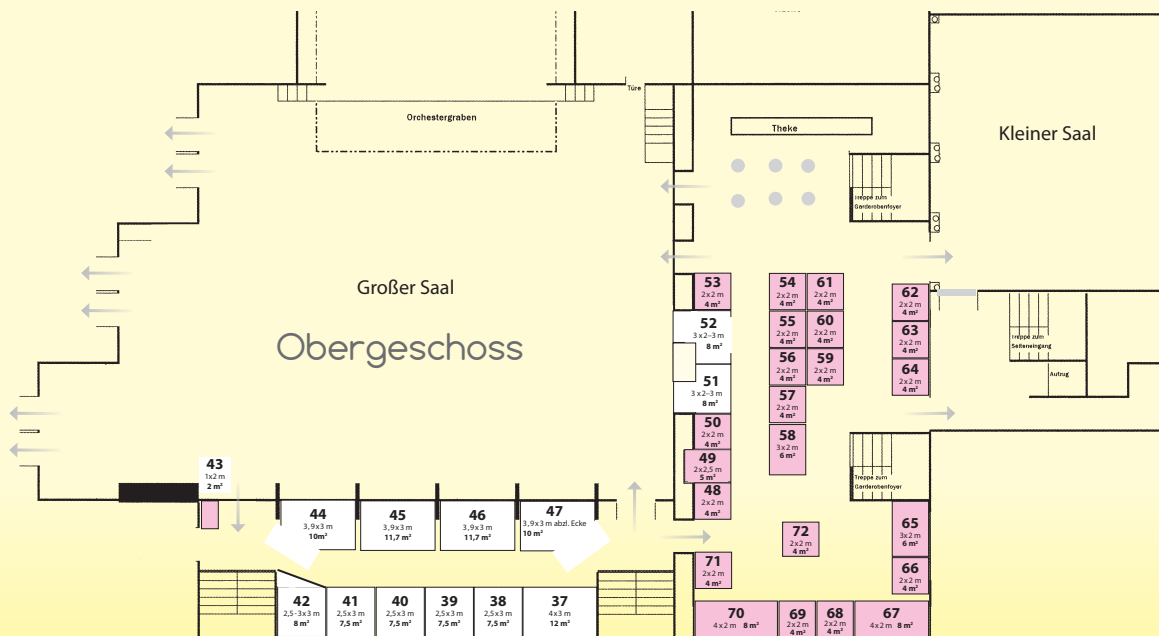 Türe
Orchestergraben
Theke
Kleiner Saal
Treppe zum
Garderobenfoyer
Großer Saal
Obergeschoss
53
2x2 m
4 m²
54
2x2 m
4 m²
61
2x2 m
4 m²
62
2x2 m
4 m²
52
3 x 2–3 m
8 m²
55
2x2 m
4 m²
60
2x2 m
4 m²
63
2x2 m
4 m²
Treppe zum
Seiteneingang
56
2x2 m
4 m²
59
2x2 m
4 m²
64
2x2 m
4 m²
Aufzug
51
3 x 2–3 m
8 m²
57
2x2 m
4 m²
50
2x2 m
4 m²
58
3x2 m
6 m²
49
2x2,5 m
5 m²
48
2x2 m
4 m²
Treppe zum
Garderobenfoyer
43
1x2 m
2 m²
44
3,9x3 m
10m²
45
3,9x3 m
11,7 m²
46
3,9x3 m
11,7 m²
47
3,9x3 m abzl. Ecke
10 m²
72
2x2 m
4 m²
65
3x2 m
6 m²
71
2x2 m
4 m²
66
2x2 m
4 m²
42
2,5-3x3 m
8 m²
41
2,5x3 m
7,5 m²
40
2,5x3 m
7,5 m²
39
2,5x3 m
7,5 m²
38
2,5x3 m
7,5 m²
37
4x3 m
12 m²
70
4x2 m 8 m²
69
2x2 m
4 m²
68
2x2 m
4 m²
67
4x2 m 8 m²